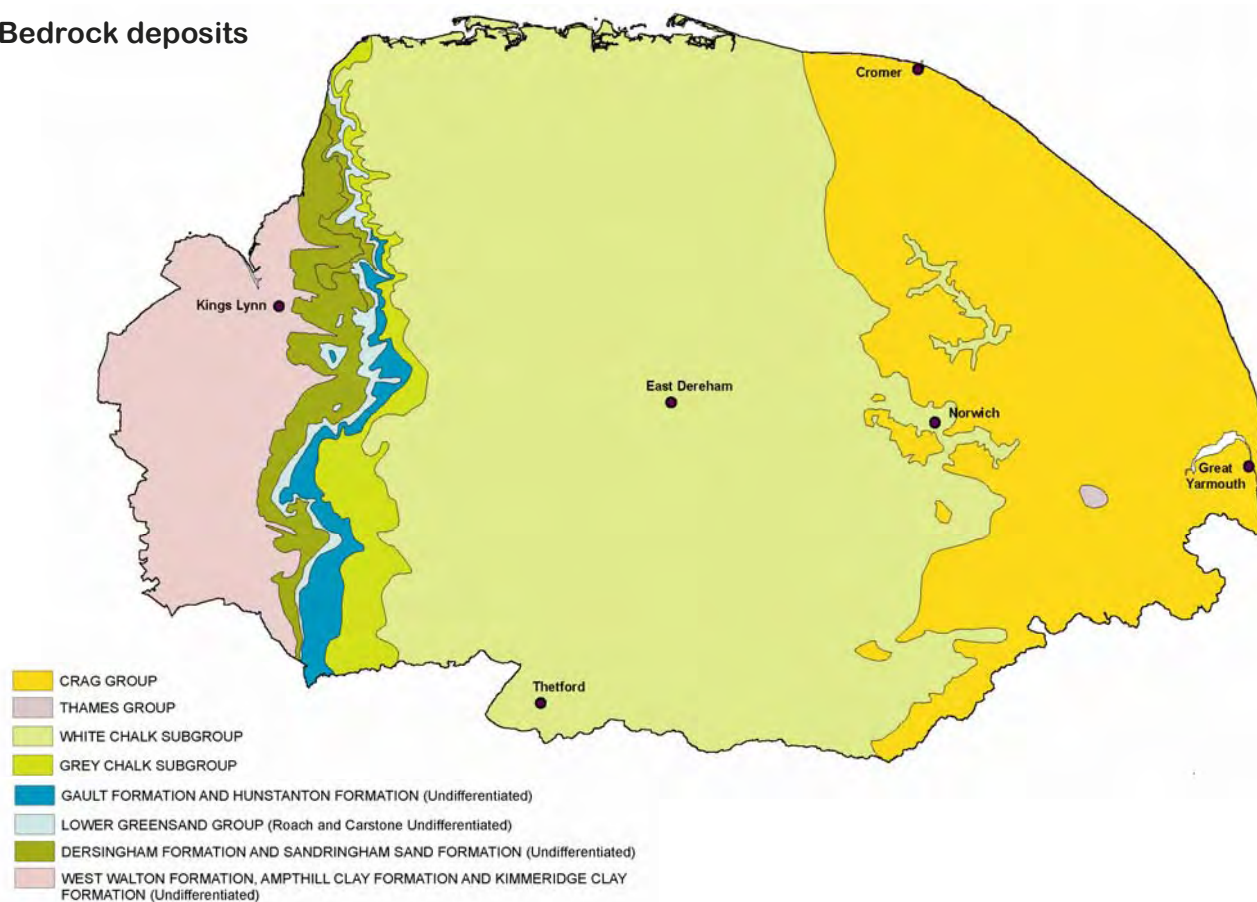 Bedrock deposits
Cromer
Kings Lynn
East Dereham
Norwich
Great
Yarmouth
Thetford
CRAG GROUP
THAMES GROUP
WHITE CHALK SUBGROUP
GREY CHALK SUBGROUP
GAULT FORMATION AND HUNSTANTON FORMATION (Undifferentiated)
LOWER GREENSAND GROUP (Roach and Carstone Undifferentiated)
DERSINGHAM FORMATION AND SANDRINGHAM SAND FORMATION (Undifferentiated)
WEST WALTON FORMATION, AMPTHILL CLAY FORMATION AND KIMMERIDGE CLAY
FORMATION (Undifferentiated)